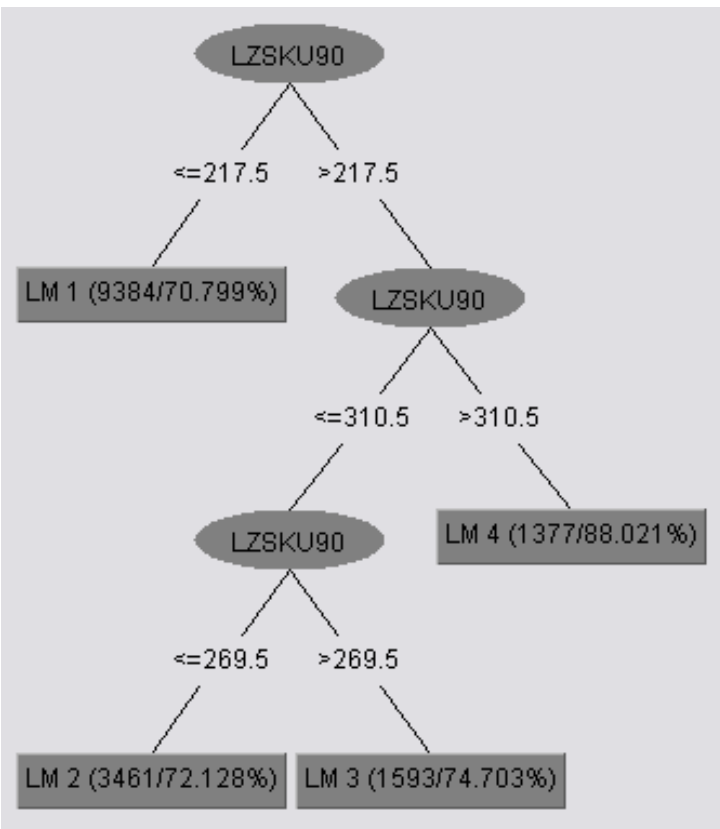 LZSKU90
<=217.5 >217.5
LM 1 (9384/70.799%)
LZSKU90
<=310.5 >310.5
LZSKU90
LM 4 (1377/88.021%)
<=269.5 >269.5
LM 2 (3461/72.128%)
LM 3 (1593/74.703%)